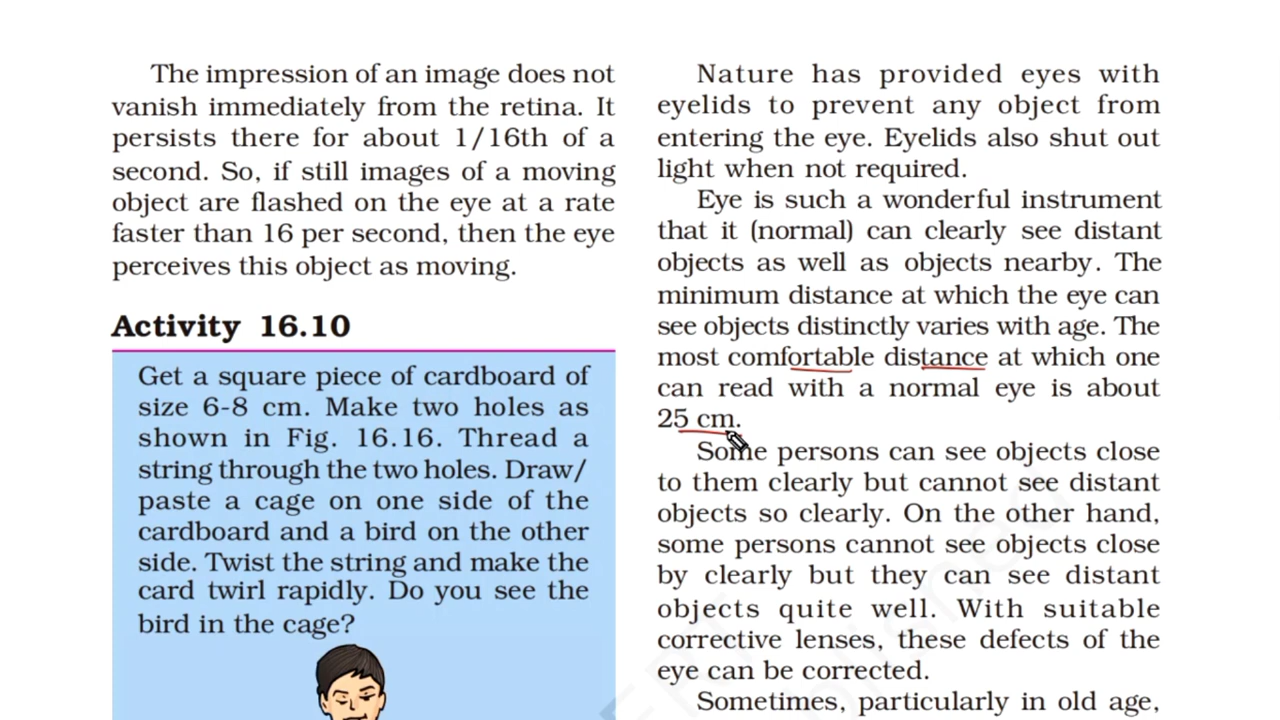 The impression of an image does not
vanish immediately from the retina. It
persists there for about 1/16th of a
second. So, if still images of a moving
object are flashed on the eye at a rate
faster than 16 per second, then the eye
perceives this object as moving.
Activity 16.10
Get a square piece of cardboard of
size 6-8 cm. Make two holes as
shown in Fig. 16.16. Thread a
string through the two holes. Draw/
paste a cage on one side of the
cardboard and a bird on the other
side. Twist the string and make the
card twirl rapidly. Do you see the
bird in the cage?
Nature has provided eyes with
eyelids to prevent any object from
entering the eye. Eyelids also shut out
light when not required.
Eye is such a wonderful instrument
that it (normal) can clearly see distant
objects as well as objects nearby. The
minimum distance at which the eye can
see objects distinctly varies with age. The
most comfortable distance at which one
can read with a normal eye is about
25 cm.
Some persons can see objects close
to them clearly but cannot see distant
objects so clearly. On the other hand,
some persons cannot see objects close
by clearly but they can see distant
objects quite well. With suitable
corrective lenses, these defects of the
eye can be corrected.
Sometimes, particularly in old age,